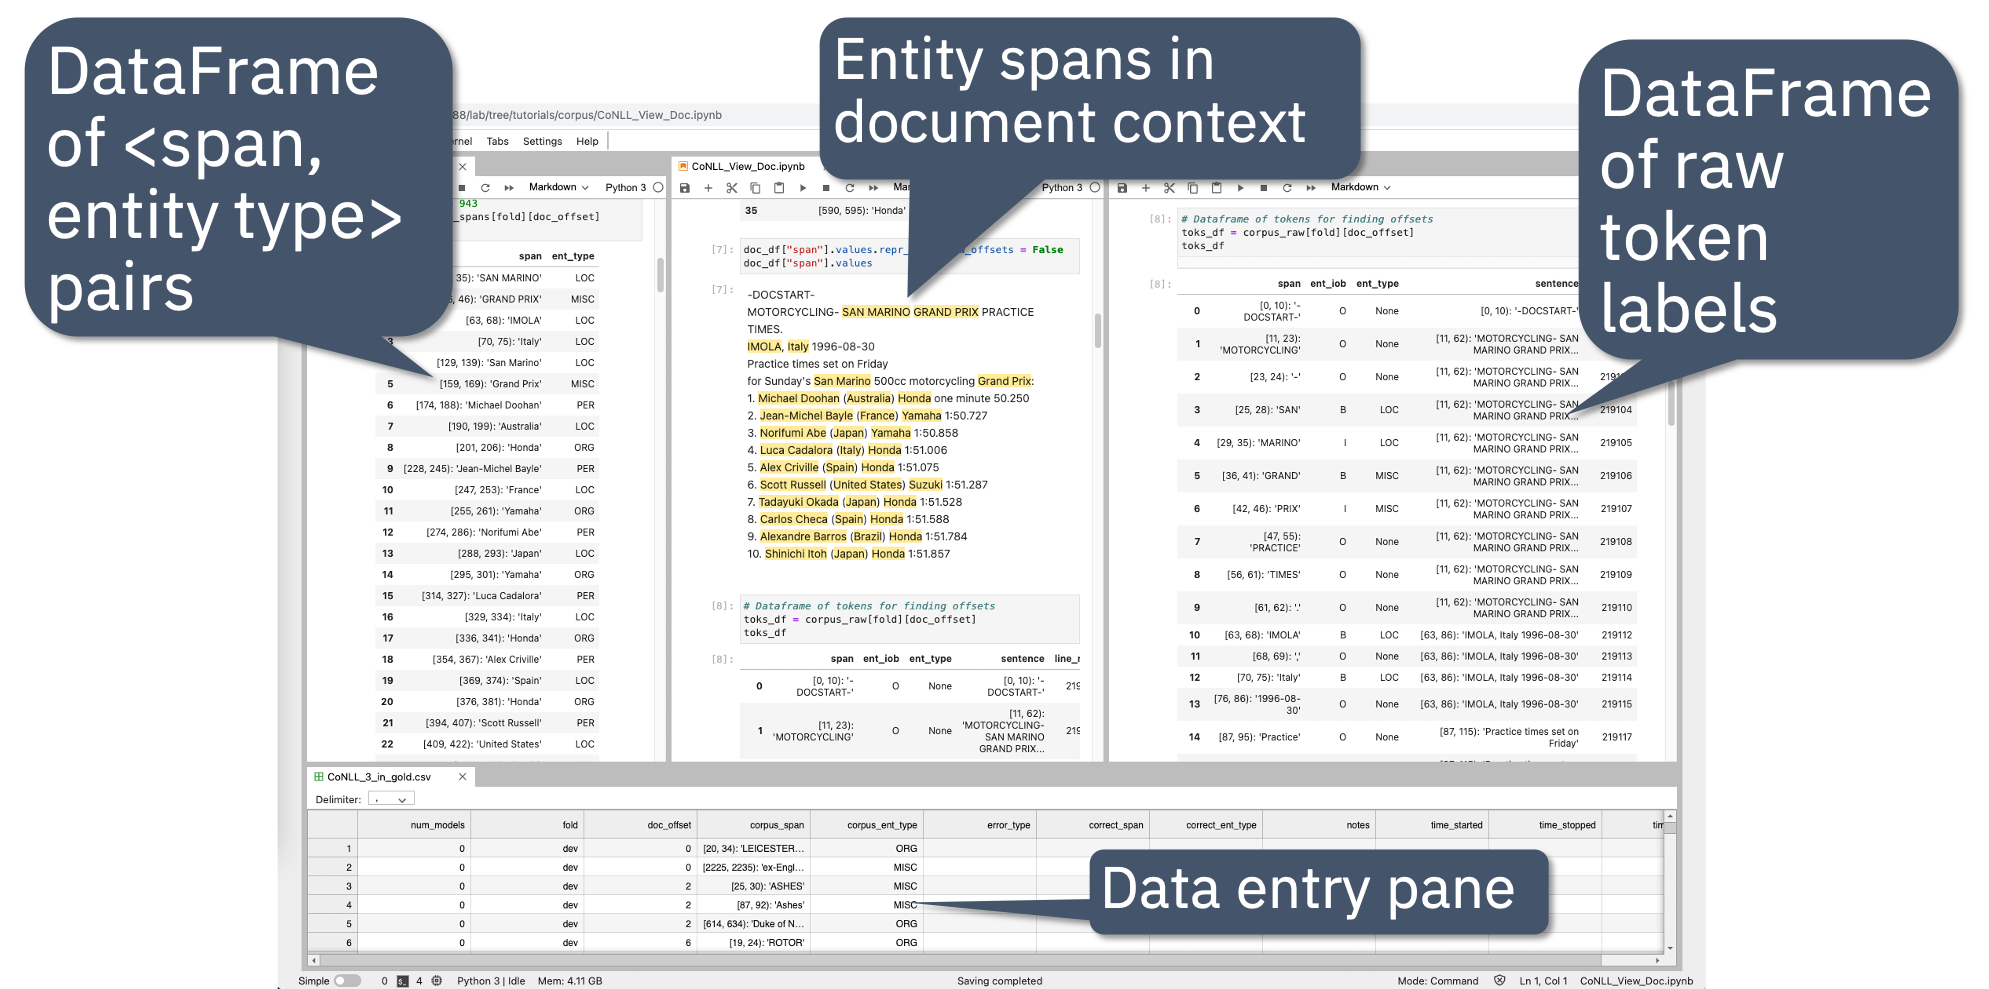 DataFrame
of <span,
entity type>
pairs
Entity spans in
document context
DataFrame
of raw
token
labels
88/lab/tree/tutorials/corpus/CoNLL_View_Doc.ipynb
Tabs Settings Help
Markdown Python 3
943
_spans[fold][doc_offset]
span ent_type
35): 'SAN MARINO' LOC
46): 'GRAND PRIX' MISC
[63, 68): 'IMOLA' LOC
3 [70, 75): 'Italy' LOC
[129, 139): 'San Marino' LOC
5 [159, 169): 'Grand Prix' MISC
6 [174, 188): 'Michael Doohan' PER
7 [190, 199): 'Australia' LOC
8 [201, 206): 'Honda' ORG
9 [228, 245): 'Jean-Michel Bayle' PER
10 [247, 253): 'France' LOC
11 [255, 261): 'Yamaha' ORG
12 [274, 286): 'Norifumi Abe' PER
13 [288, 293): 'Japan' LOC
14 [295, 301): 'Yamaha' ORG
15 [314, 327): 'Luca Cadalora' PER
16 [329, 334): 'Italy' LOC
17 [336, 341): 'Honda' ORG
18 [354, 367): 'Alex Criville' PER
19 [369, 374): 'Spain' LOC
20 [376, 381): 'Honda' ORG
21 [394, 407): 'Scott Russell' PER
22 [409, 422): 'United States' LOC
CoNLL_View_Doc.ipynb
Python 3
35 [590, 595): 'Honda'
[7]: doc_df["span"].values.repr_ _offsets = False
doc_df["span"].values
[7]: -DOCSTART-
MOTORCYCLING- SAN MARINO GRAND PRIX PRACTICE
TIMES.
IMOLA, Italy 1996-08-30
Practice times set on Friday
for Sunday's San Marino 500cc motorcycling Grand Prix:
1. Michael Doohan (Australia) Honda one minute 50.250
2. Jean-Michel Bayle (France) Yamaha 1:50.727
3. Norifumi Abe (Japan) Yamaha 1:50.858
4. Luca Cadalora (Italy) Honda 1:51.006
5. Alex Criville (Spain) Honda 1:51.075
6. Scott Russell (United States) Suzuki 1:51.287
7. Tadayuki Okada (Japan) Honda 1:51.528
8. Carlos Checa (Spain) Honda 1:51.588
9. Alexandre Barros (Brazil) Honda 1:51.784
10. Shinichi Itoh (Japan) Honda 1:51.857
[8]: # Dataframe of tokens for finding offsets
toks_df = corpus_raw[fold][doc_offset]
toks_df
[8]: span ent_iob ent_type sentence line_r
0 [0, 10): '-
DOCSTART-' O None [0, 10): '-
DOCSTART-' 219
1 [11, 23):
'MOTORCYCLING' O None [11, 62):
'MOTORCYCLING-
SAN MARINO
GRAND PRIX... 219
Markdown
[8]: # Dataframe of tokens for finding offsets
toks_df = corpus_raw[fold][doc_offset]
toks_df
[8]: span ent_iob ent_type sentence
0 [0, 10): '-
DOCSTART-' O None [0, 10): '-DOCSTART-'
1 [11, 23):
'MOTORCYCLING' O None [11, 62): 'MOTORCYCLING- SAN
MARINO GRAND PRIX...
2 [23, 24): '-' O None [11, 62): 'MOTORCYCLING- SAN
MARINO GRAND PRIX...
3 [25, 28): 'SAN' B LOC [11, 62): 'MOTORCYCLING- SAN
MARINO GRAND PRIX... 219104
4 [29, 35): 'MARINO' I LOC [11, 62): 'MOTORCYCLING- SAN
MARINO GRAND PRIX... 219105
5 [36, 41): 'GRAND' B MISC [11, 62): 'MOTORCYCLING- SAN
MARINO GRAND PRIX... 219106
6 [42, 46): 'PRIX' I MISC [11, 62): 'MOTORCYCLING- SAN
MARINO GRAND PRIX... 219107
7 [47, 55):
'PRACTICE' O None [11, 62): 'MOTORCYCLING- SAN
MARINO GRAND PRIX... 219108
8 [56, 61): 'TIMES' O None [11, 62): 'MOTORCYCLING- SAN
MARINO GRAND PRIX... 219109
9 [61, 62): '.' O None [11, 62): 'MOTORCYCLING- SAN
MARINO GRAND PRIX... 219110
10 [63, 68): 'IMOLA' B LOC [63, 86): 'IMOLA, Italy 1996-08-30' 219112
11 [68, 69): ',' O None [63, 86): 'IMOLA, Italy 1996-08-30' 219113
12 [70, 75): 'Italy' B LOC [63, 86): 'IMOLA, Italy 1996-08-30' 219114
13 [76, 86): '1996-08-
30' O None [63, 86): 'IMOLA, Italy 1996-08-30' 219115
14 [87, 95): 'Practice' O None [87, 115): 'Practice times set on
Friday' 219117
CoNLL_3_in_gold.csv
Delimiter: ,
num_models fold doc_offset corpus_span corpus_ent_type error_type correct_span correct_ent_type notes time_started time_stopped tim
1 0 dev 0 [20, 34): 'LEICESTER... ORG
2 0 dev 0 [2225, 2235): 'ex-Engl... MISC
3 0 dev 2 [25, 30): 'ASHES' MISC
4 0 dev 2 [87, 92): 'Ashes' MISC
5 0 dev 2 [614, 634): 'Duke of N... ORG
6 0 dev 6 [19, 24): 'ROTOR' ORG
Data entry pane
Simple 0 4 Python 3 | Idle Mem: 4.11 GB Saving completed Mode: Command Ln 1, Col 1 CoNLL_View_Doc.ipynb